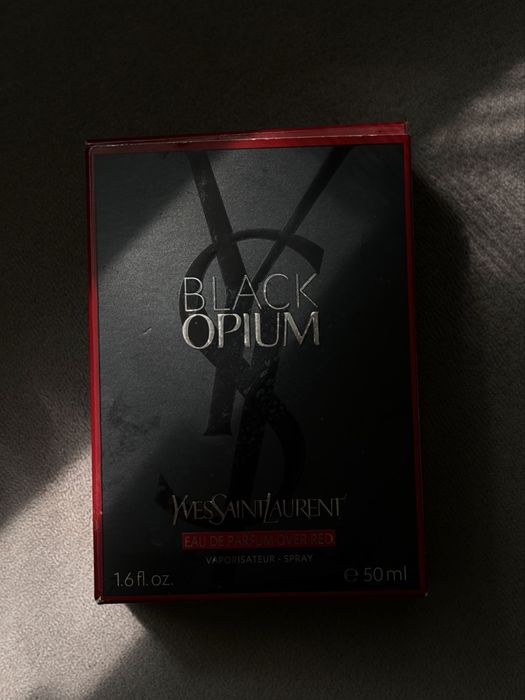 BLACK
OPIUM
YVESSAINTLAURENT
EAU DE PARFUM OVER RED
VAPORISATEUR - SPRAY
1.6 fl. oz. ℮ 50 ml